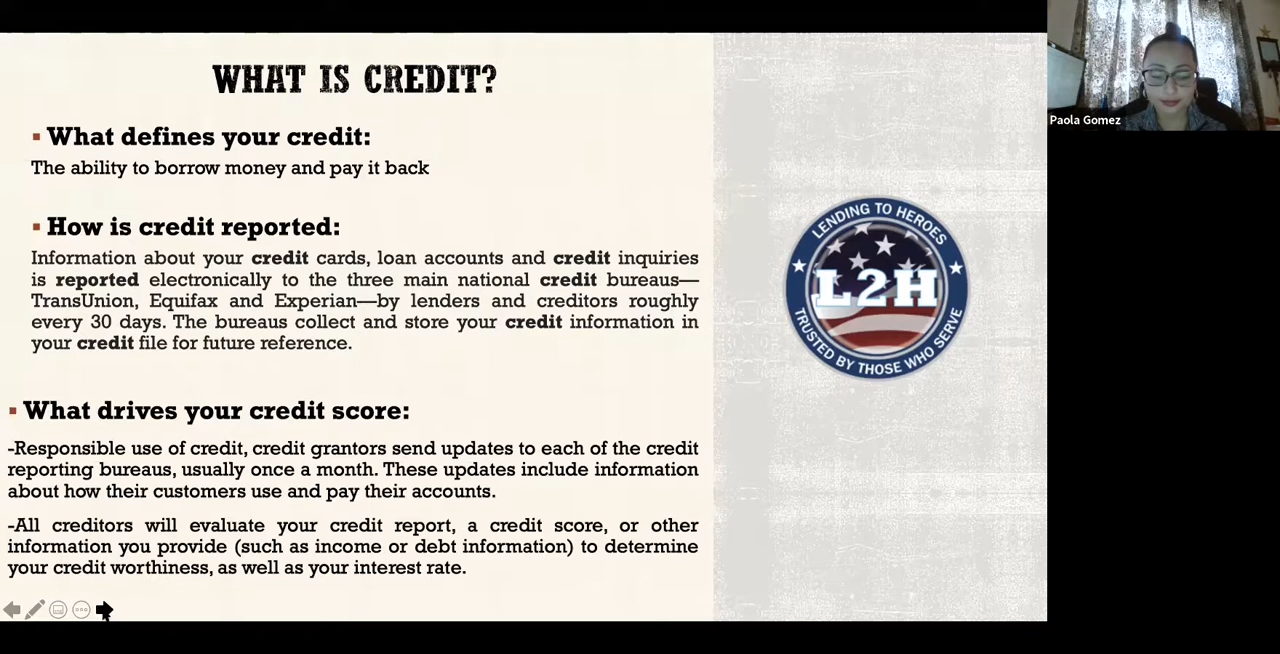 WHAT IS CREDIT?
▪ What defines your credit:
The ability to borrow money and pay it back
▪ How is credit reported:
Information about your credit cards, loan accounts and credit inquiries
is reported electronically to the three main national credit bureaus—
TransUnion, Equifax and Experian—by lenders and creditors roughly
every 30 days. The bureaus collect and store your credit information in
your credit file for future reference.
▪ What drives your credit score:
-Responsible use of credit, credit grantors send updates to each of the credit
reporting bureaus, usually once a month. These updates include information
about how their customers use and pay their accounts.
-All creditors will evaluate your credit report, a credit score, or other
information you provide (such as income or debt information) to determine
your credit worthiness, as well as your interest rate.
LENDING TO HEROES
L2H
TRUSTED BY THOSE WHO SERVE
Paola Gomez